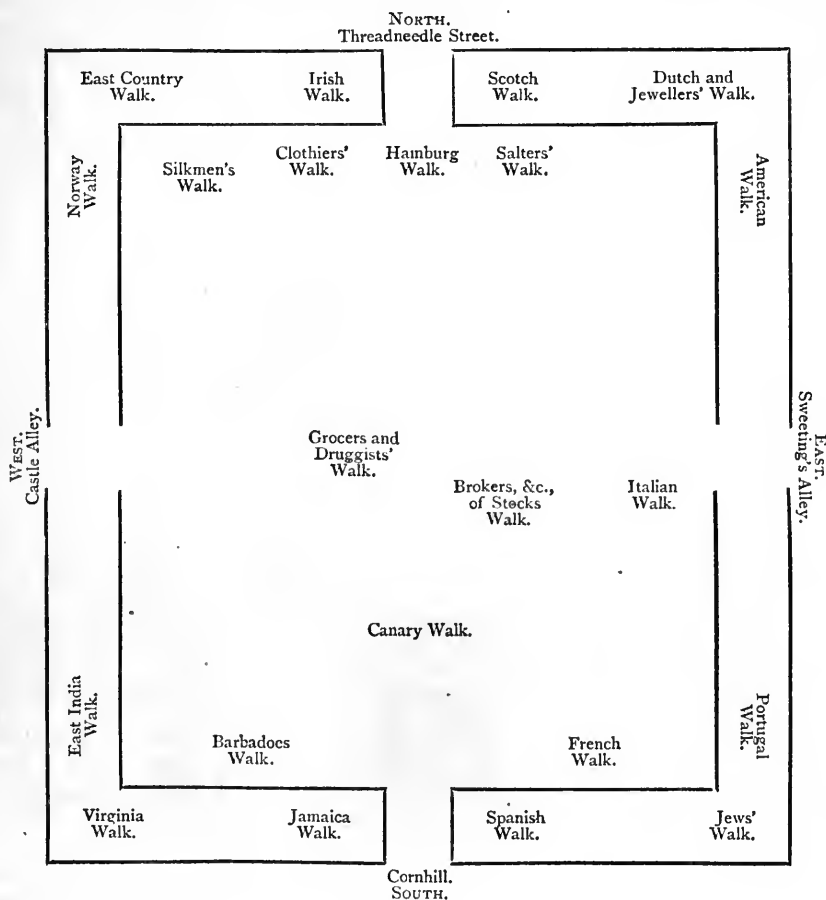 NORTH.
Threadneedle Street.
East Country
Walk.
Irish
Walk.
Scotch
Walk.
Dutch and
Jewellers' Walk.
Norway
Walk.
Silkmen's
Walk.
Clothiers'
Walk.
Hamburg
Walk.
Salters'
Walk.
American
Walk.
WEST.
Castle Alley.
Grocers and
Druggists'
Walk.
Brokers, &c.,
of Stocks
Walk.
Italian
Walk.
EAST.
Sweeting's Alley.
Canary Walk.
East India
Walk.
Barbadoes
Walk.
French
Walk.
Portugal
Walk.
Virginia
Walk.
Jamaica
Walk.
Spanish
Walk.
Jews'
Walk.
Cornhill.
SOUTH.